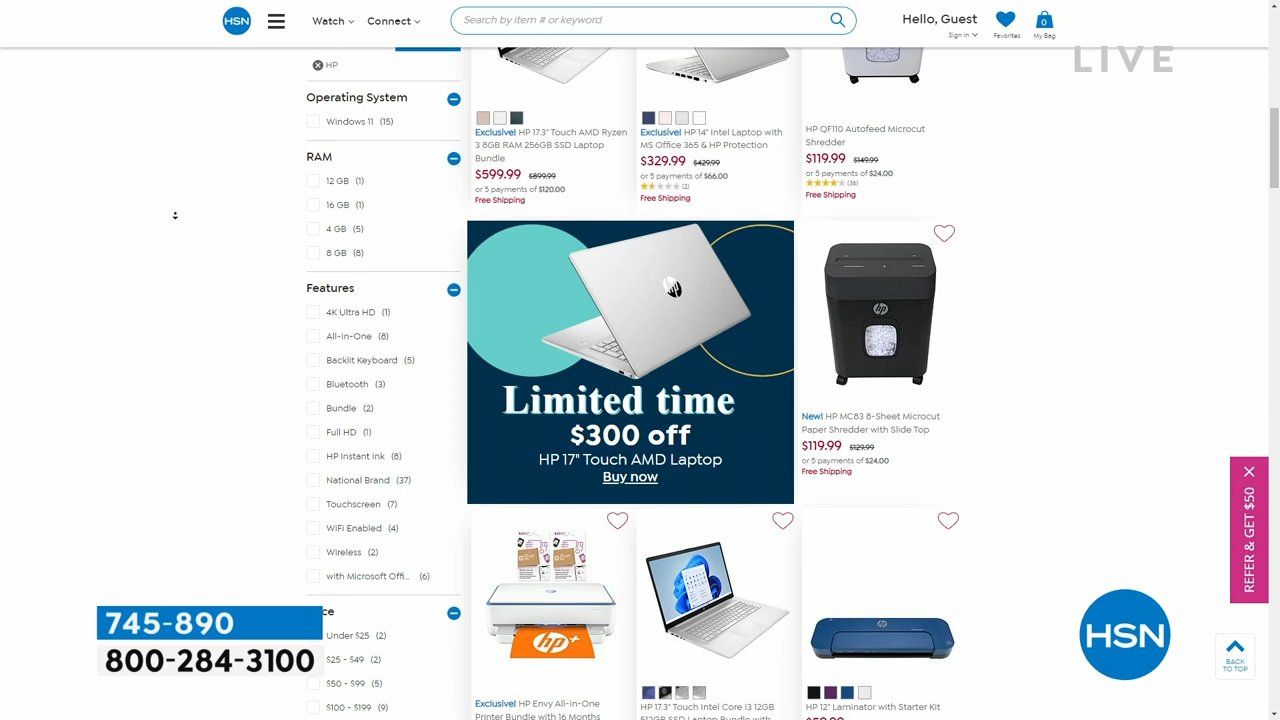 HSN
Watch
Connect
Search by item # or keyword
Hello, Guest
Sign In
Favorites
0
My Bag
LIVE
HP
Operating System
Windows 11 (15)
RAM
12 GB (1)
16 GB (1)
4 GB (5)
8 GB (8)
Features
4K Ultra HD (1)
All-In-One (8)
Backlit Keyboard (5)
Bluetooth (3)
Bundle (2)
Full HD (1)
HP Instant Ink (8)
National Brand (37)
Touchscreen (7)
WiFi Enabled (4)
Wireless (2)
with Microsoft Offi... (6)
ce
Under $25 (2)
$25 - $49 (2)
$50 - $99 (5)
$100 - $199 (9)
Exclusive! HP 17.3" Touch AMD Ryzen
3 8GB RAM 256GB SSD Laptop
Bundle
$599.99 $899.99
or 5 payments of $120.00
Free Shipping
Exclusive! HP 14" Intel Laptop with
MS Office 365 & HP Protection
$329.99 $429.99
or 5 payments of $66.00
(2)
Free Shipping
HP QF110 Autofeed Microcut
Shredder
$119.99 $149.99
or 5 payments of $24.00
(36)
Free Shipping
hp
Limited time
$300 off
HP 17" Touch AMD Laptop
Buy now
hp
New! HP MC83 8-Sheet Microcut
Paper Shredder with Slide Top
$119.99 $129.99
or 5 payments of $24.00
Free Shipping
hp+
Exclusive! HP Envy All-in-One
Printer Bundle with 16 Months
HP 17.3" Touch Intel Core i3 12GB
512GB SSD Laptop Bundle with
hp
HP 12" Laminator with Starter Kit
REFER & GET $50
745-890
800-284-3100
HSN
BACK
TO TOP